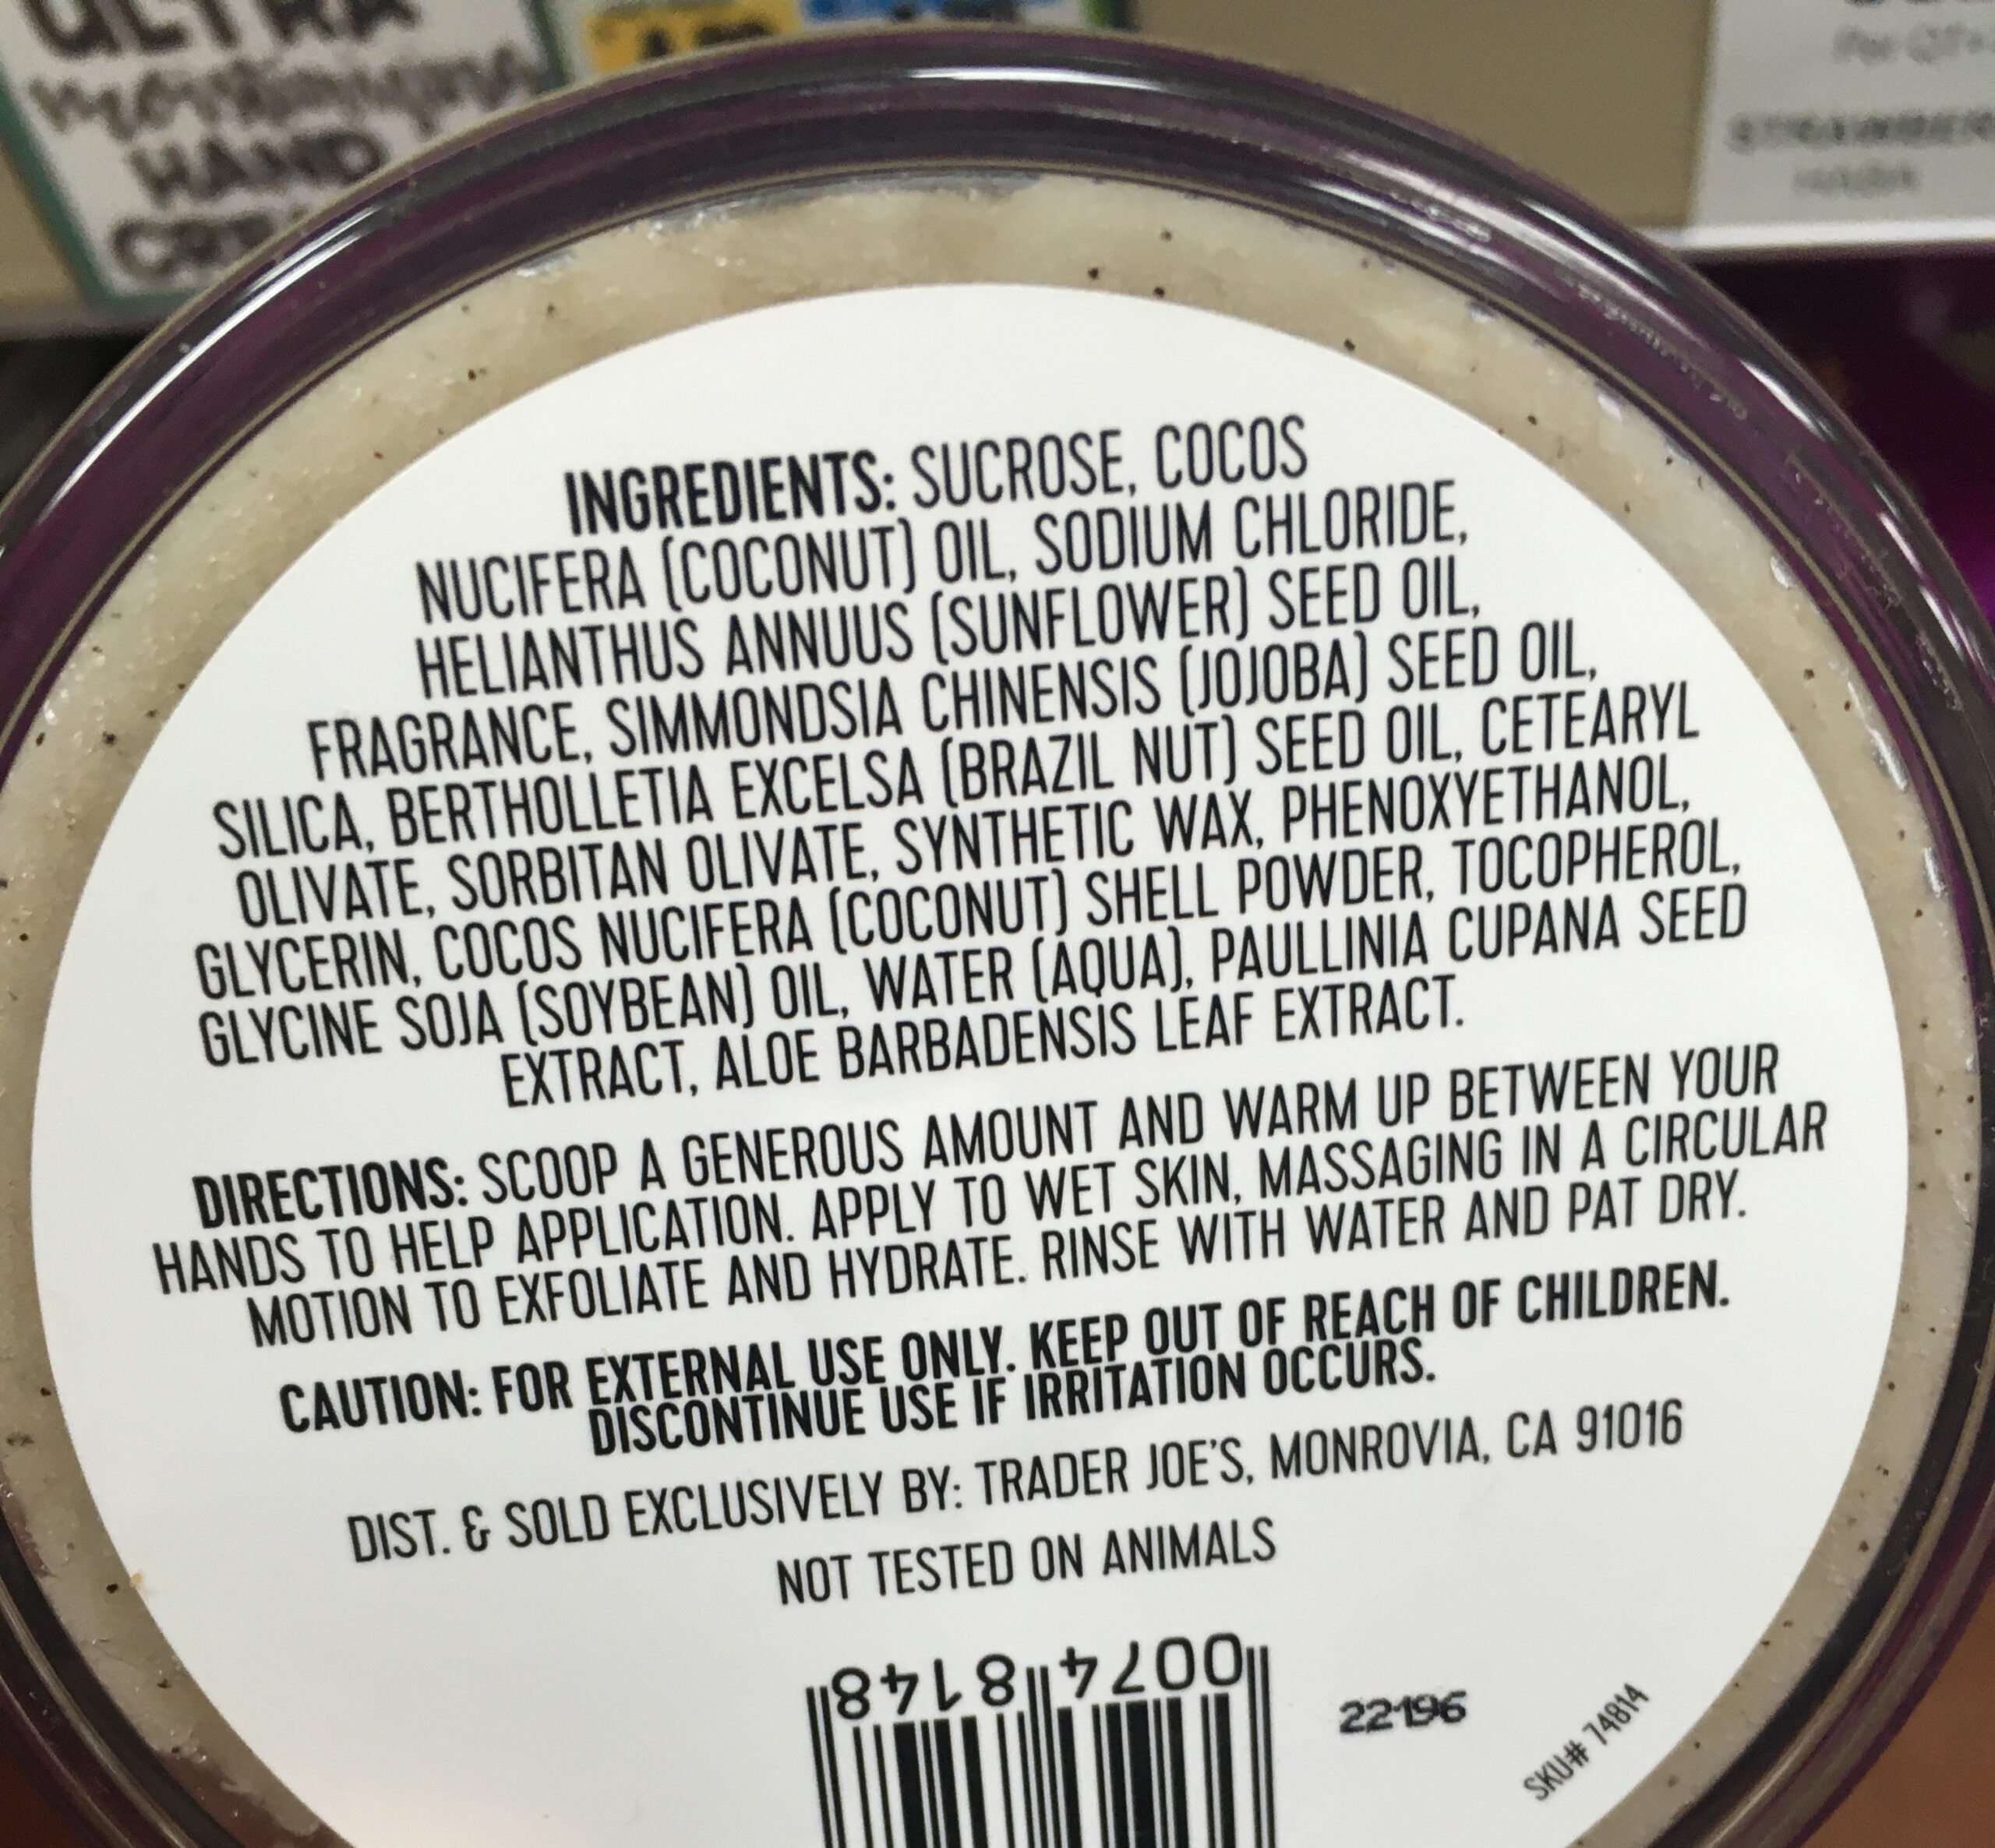 ULTRA
moisturizing
HAND
STRAWBER
INGREDIENTS: SUCROSE, COCOS
NUCIFERA (COCONUT) OIL, SODIUM CHLORIDE,
HELIANTHUS ANNUUS (SUNFLOWER) SEED OIL,
FRAGRANCE, SIMMONDSIA CHINENSIS (JOJOBA) SEED OIL,
SILICA, BERTHOLLETIA EXCELSA (BRAZIL NUT) SEED OIL, CETEARYL
OLIVATE, SORBITAN OLIVATE, SYNTHETIC WAX, PHENOXYETHANOL,
GLYCERIN, COCOS NUCIFERA (COCONUT) SHELL POWDER, TOCOPHEROL,
GLYCINE SOJA (SOYBEAN) OIL, WATER (AQUA), PAULLINIA CUPANA SEED
EXTRACT, ALOE BARBADENSIS LEAF EXTRACT.
DIRECTIONS: SCOOP A GENEROUS AMOUNT AND WARM UP BETWEEN YOUR
HANDS TO HELP APPLICATION. APPLY TO WET SKIN, MASSAGING IN A CIRCULAR
MOTION TO EXFOLIATE AND HYDRATE. RINSE WITH WATER AND PAT DRY.
CAUTION: FOR EXTERNAL USE ONLY. KEEP OUT OF REACH OF CHILDREN.
DISCONTINUE USE IF IRRITATION OCCURS.
DIST. & SOLD EXCLUSIVELY BY: TRADER JOE'S, MONROVIA, CA 91016
NOT TESTED ON ANIMALS
0074 8148
22196
SKU# 74814